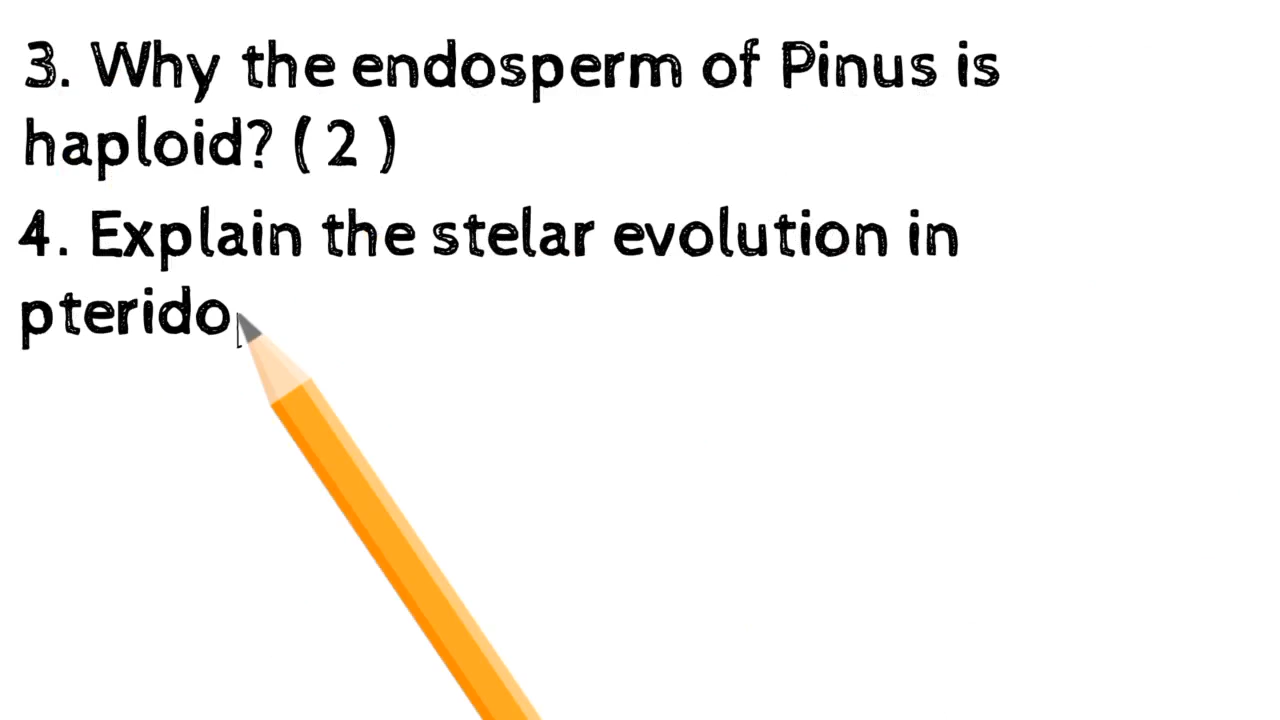 3. Why the endosperm of Pinus is
haploid? ( 2 )
4. Explain the stelar evolution in
pterido